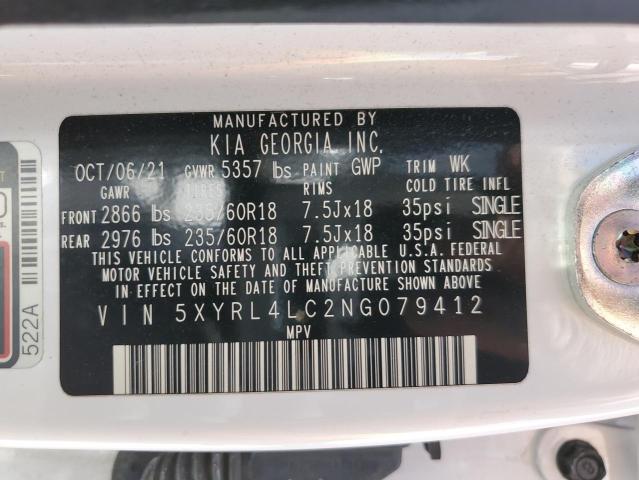 MANUFACTURED BY
KIA GEORGIA, INC.
OCT/06/21 GVWR 5357 lbs PAINT GWP TRIM WK
GAWR TIRES RIMS COLD TIRE INFL
FRONT 2866 lbs 235/60R18 7.5Jx18 35psi SINGLE
REAR 2976 lbs 235/60R18 7.5Jx18 35psi SINGLE
THIS VEHICLE CONFORMS TO ALL APPLICABLE U.S.A. FEDERAL
MOTOR VEHICLE SAFETY, THEFT PREVENTION STANDARDS
IN EFFECT ON THE DATE OF MANUFACTURE SHOWN ABOVE.
VIN 5XYRL4LC2NG079412
MPV
522A